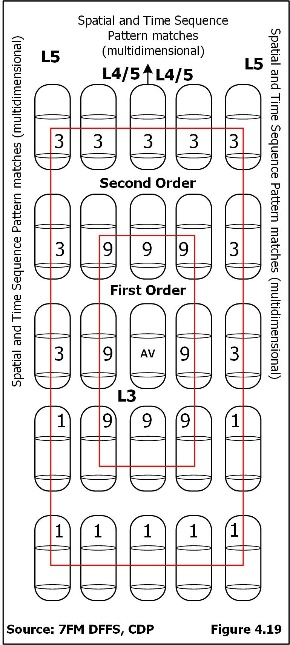 Spatial and Time Sequence
Pattern matches
(multidimensional)
L5
L4/5 L4/5
L5
Spatial and Time Sequence Pattern matches (multidimensional)
Spatial and Time Sequence Pattern matches (multidimensional)
3 3 3 3 3
Second Order
3 9 9 9 3
First Order
3 9 AV 9 3
L3
1 9 9 9 1
1 1 1 1 1
Source: 7FM DFFS, CDP Figure 4.19